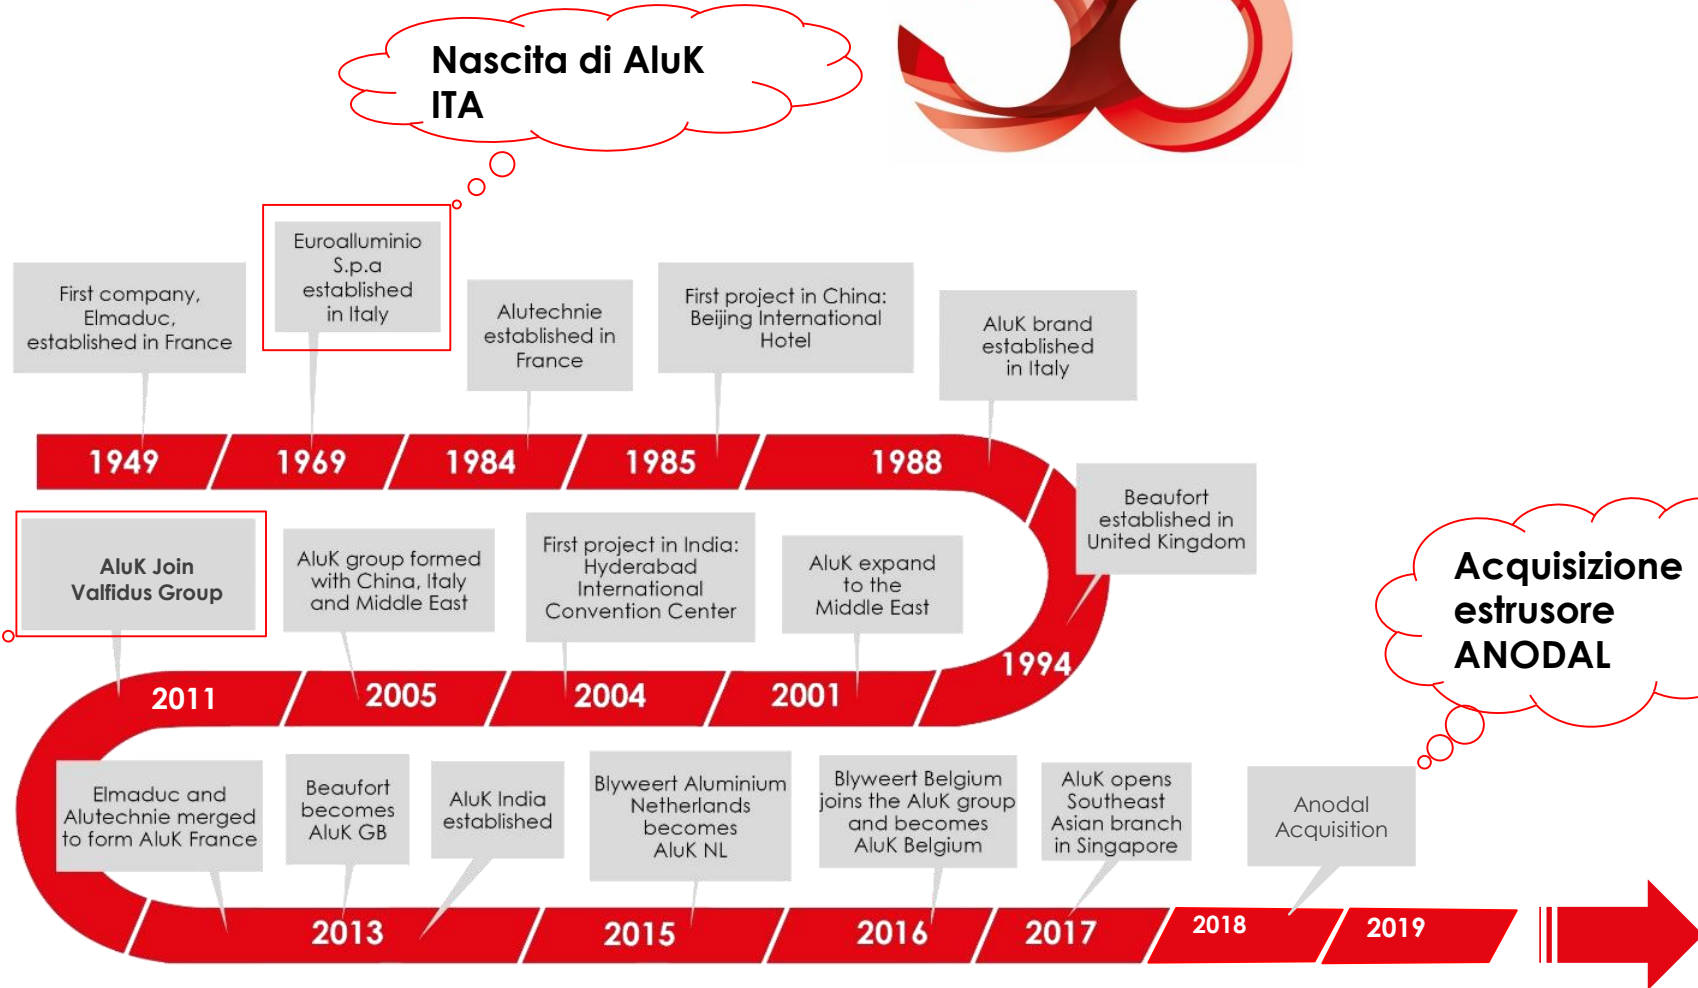 Nascita di AluK
ITA
First company,
Elmaduc,
established in France
Euroalluminio
S.p.a
established
in Italy
Alutechnie
established in
France
First project in China:
Beijing International
Hotel
AluK brand
established
in Italy
1949
1969
1984
1985
1988
Beaufort
established in
United Kingdom
1994
AluK Join
Valfidus Group
AluK group formed
with China, Italy
and Middle East
First project in India:
Hyderabad
International
Convention Center
AluK expand
to the
Middle East
Acquisizione
estrusore
ANODAL
2011
2005
2004
2001
Elmaduc and
Alutechnie merged
to form AluK France
Beaufort
becomes
AluK GB
AluK India
established
Blyweert Aluminium
Netherlands
becomes
AluK NL
Blyweert Belgium
joins the AluK group
and becomes
AluK Belgium
AluK opens
Southeast
Asian branch
in Singapore
Anodal
Acquisition
2013
2015
2016
2017
2018
2019